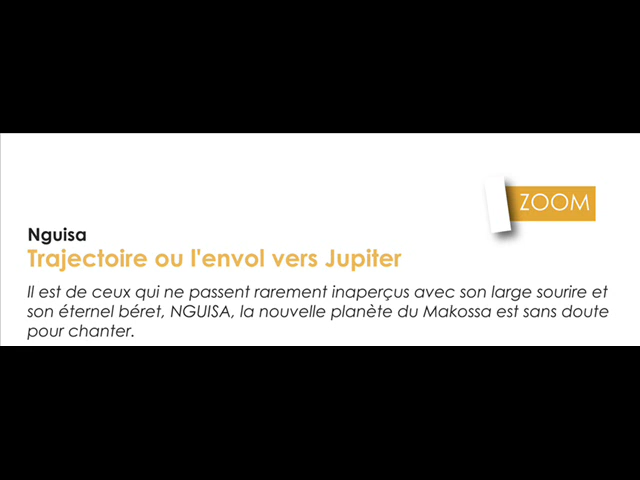 ZOOM
Nguisa
Trajectoire ou l'envol vers Jupiter
Il est de ceux qui ne passent rarement inaperçus avec son large sourire et
son éternel béret, NGUISA, la nouvelle planète du Makossa est sans doute
pour chanter.